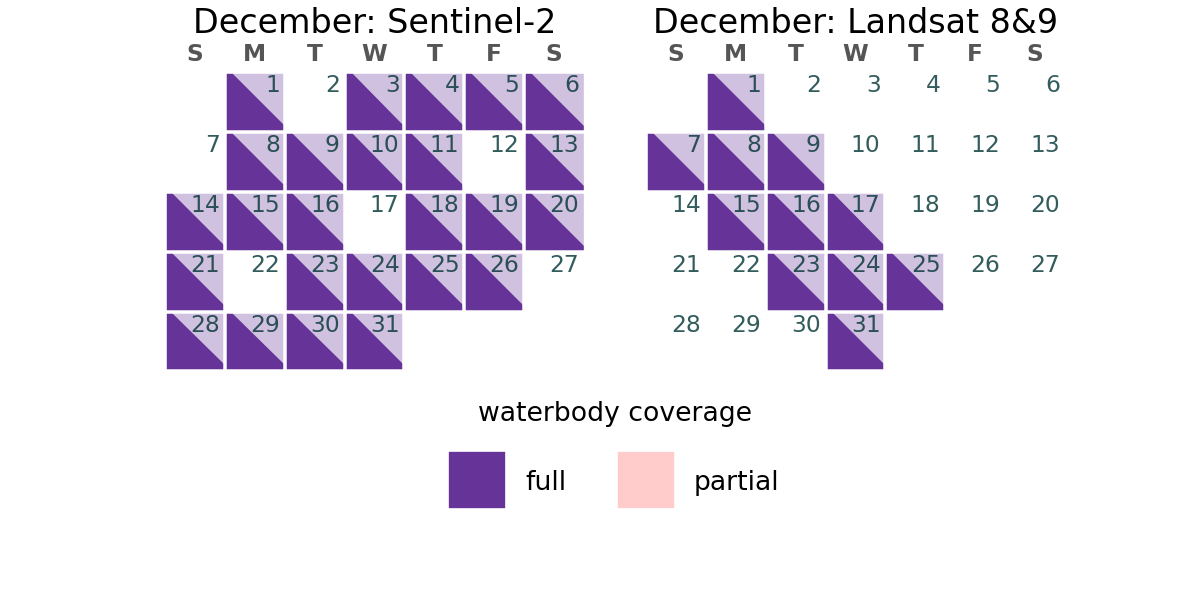 December: Sentinel-2
S M T W T F S
1 2 3 4 5 6
7 8 9 10 11 12 13
14 15 16 17 18 19 20
21 22 23 24 25 26 27
28 29 30 31
December: Landsat 8&9
S M T W T F S
1 2 3 4 5 6
7 8 9 10 11 12 13
14 15 16 17 18 19 20
21 22 23 24 25 26 27
28 29 30 31
waterbody coverage
full partial